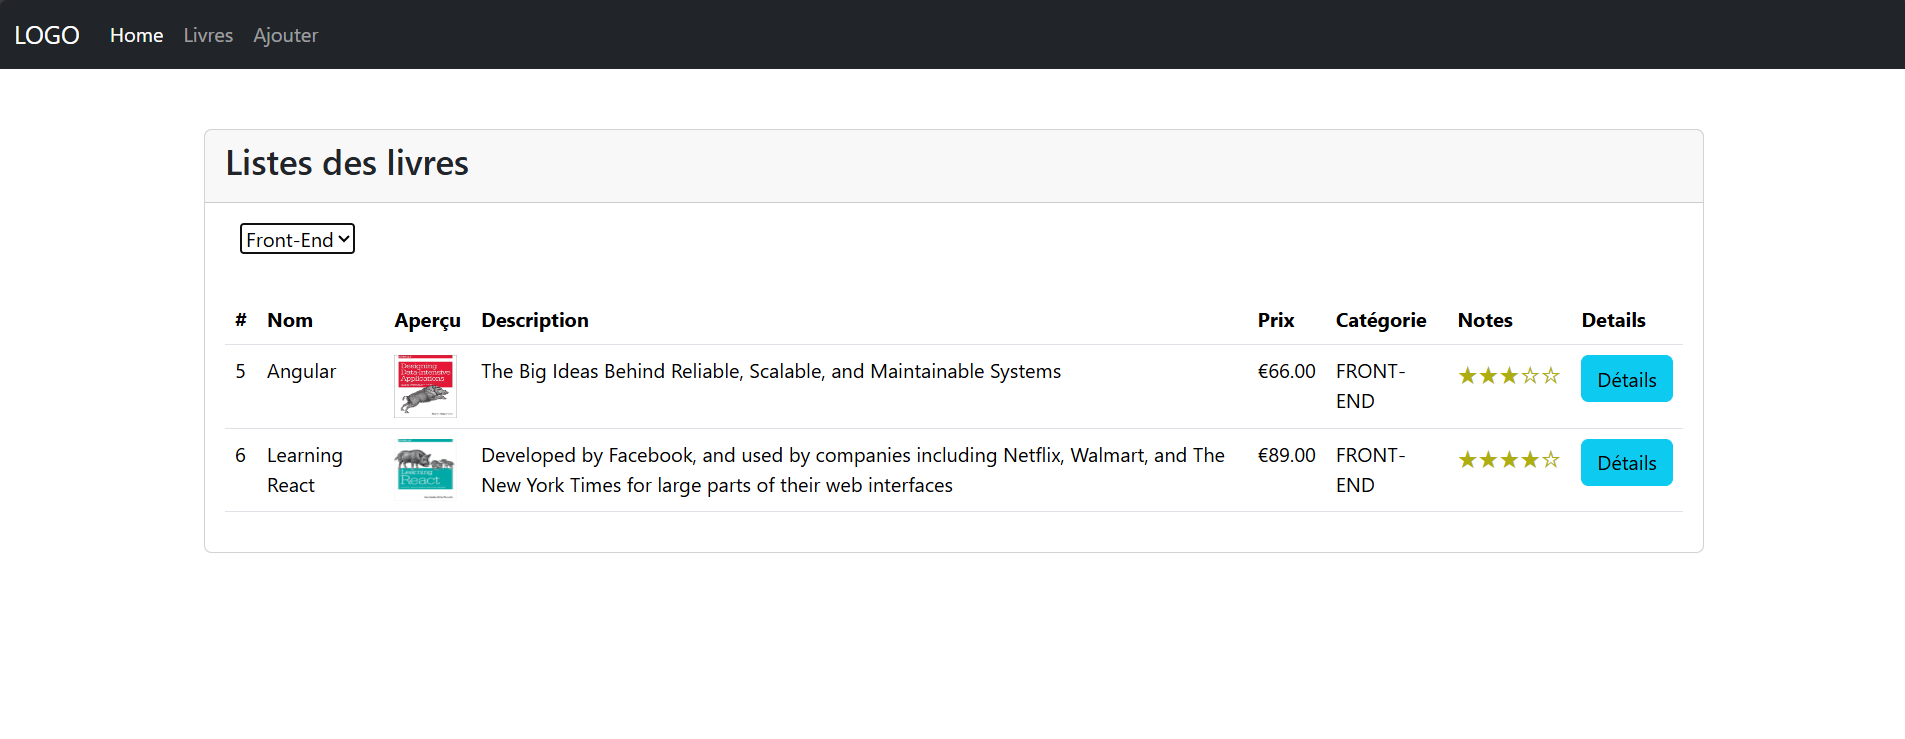 LOGO Home Livres Ajouter
Listes des livres
Front-End
# Nom Aperçu Description Prix Catégorie Notes Details
5 Angular The Big Ideas Behind Reliable, Scalable, and Maintainable Systems €66.00 FRONT- ★★★☆☆ Détails
END
Designing
Data-Intensive
Applications
6 Learning Developed by Facebook, and used by companies including Netflix, Walmart, and The €89.00 FRONT- ★★★★☆ Détails
React New York Times for large parts of their web interfaces END
Learning
React